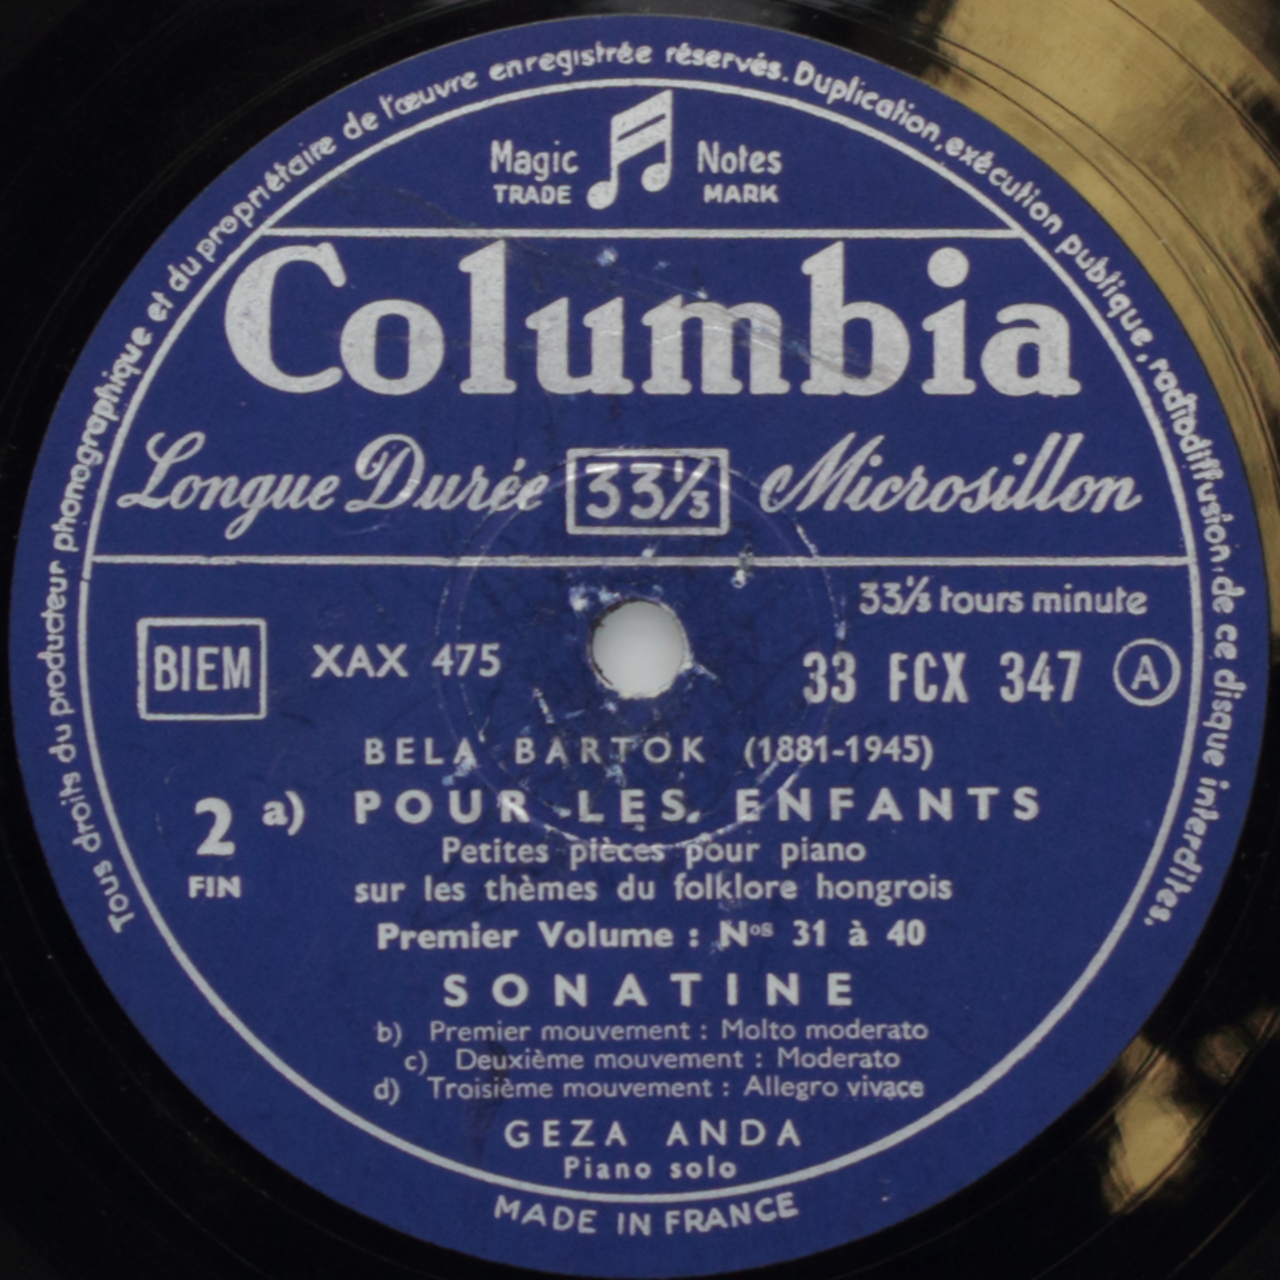 Tous droits du producteur phonographique et du propriétaire de l'œuvre enregistrée réservés. Duplication, exécution publique, radiodiffusion de ce disque interdites.
Magic Notes
TRADE MARK
Columbia
Longue Durée 33⅓ Microsillon
33⅓ tours minute
BIEM XAX 475 33 FCX 347 A
BELA BARTOK (1881-1945)
2 a) POUR LES ENFANTS
FIN
Petites pièces pour piano
sur les thèmes du folklore hongrois
Premier Volume : Nos 31 à 40
SONATINE
b) Premier mouvement : Molto moderato
c) Deuxième mouvement : Moderato
d) Troisième mouvement : Allegro vivace
GEZA ANDA
Piano solo
MADE IN FRANCE